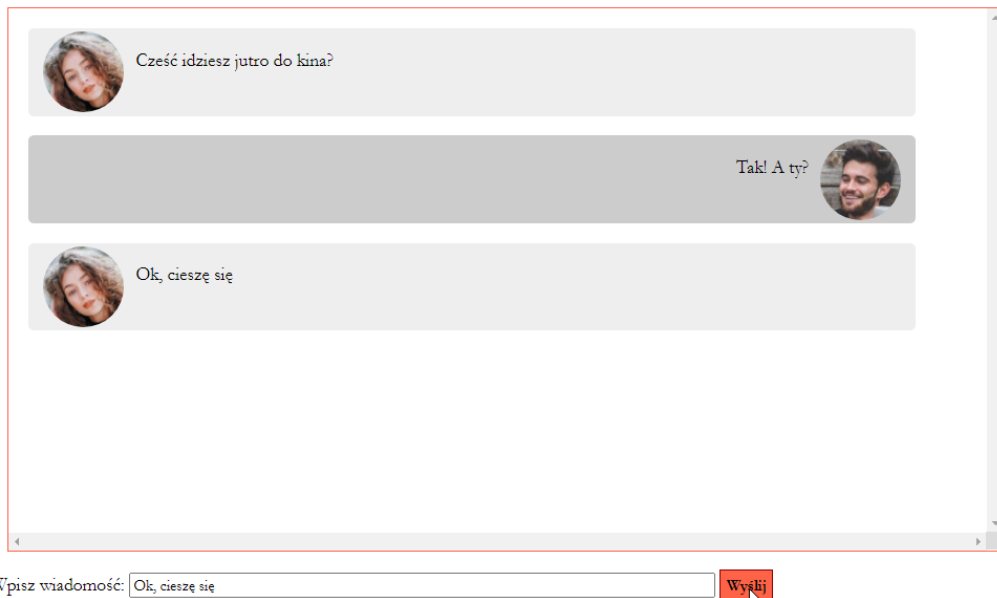 Cześć idziesz jutro do kina?
Tak! A ty?
Ok, cieszę się
Wpisz wiadomość: Ok, cieszę się Wyślij